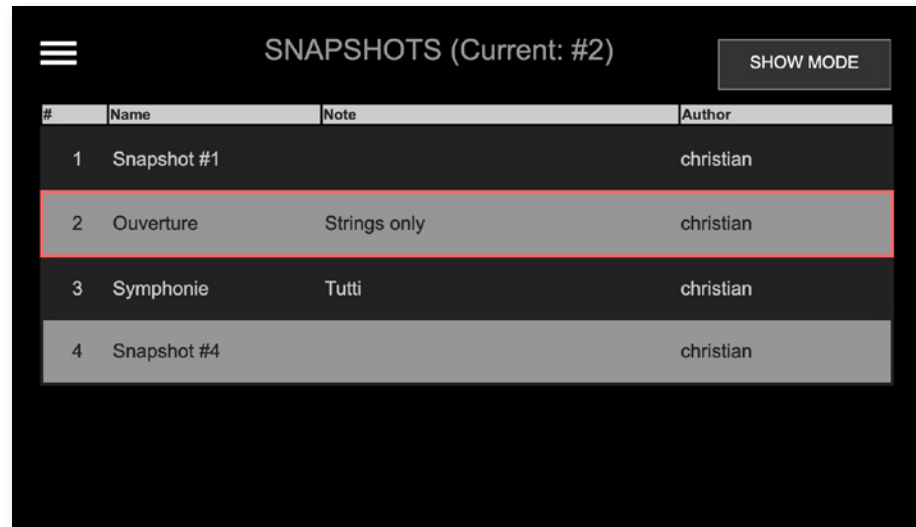 SNAPSHOTS (Current: #2)
SHOW MODE
# Name Note Author
1 Snapshot #1 christian
2 Ouverture Strings only christian
3 Symphonie Tutti christian
4 Snapshot #4 christian